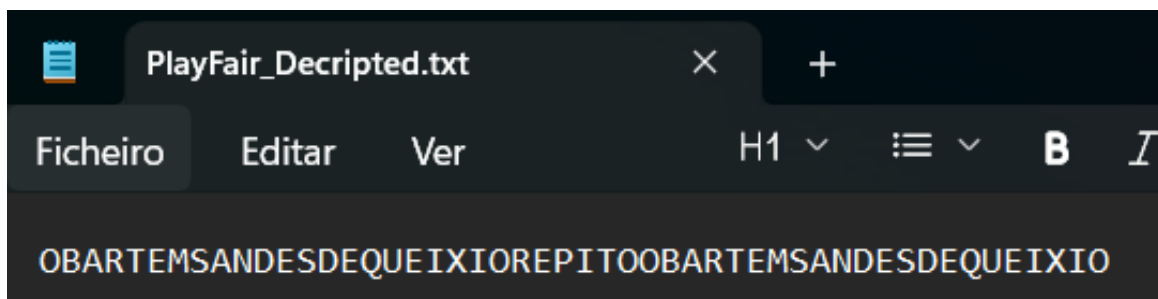 PlayFair_Decripted.txt
Ficheiro Editar Ver H1 B I
OBARTEMSANDESDEQUEIXIOREPITOOBARTEMSANDESDEQUEIXIO